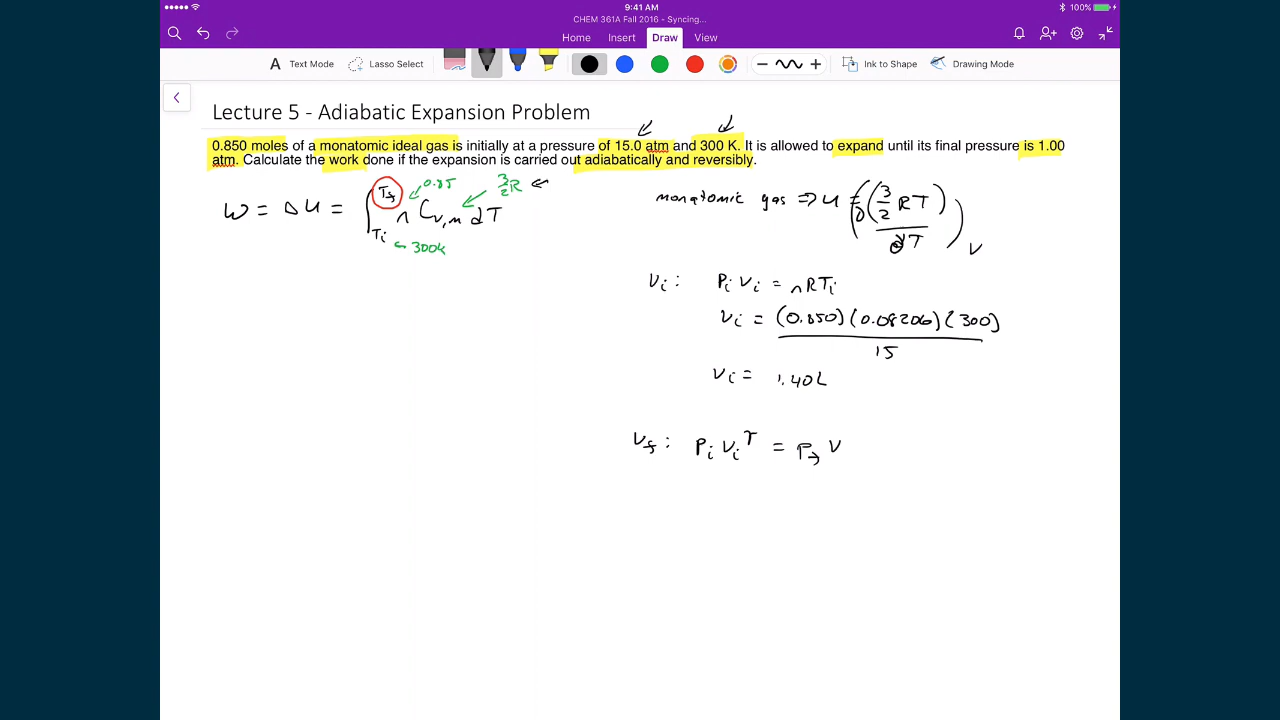 9:41 AM
100%
CHEM 361A Fall 2016 - Syncing...
Home Insert Draw View
A Text Mode Lasso Select Ink to Shape Drawing Mode
Lecture 5 - Adiabatic Expansion Problem
0.850 moles of a monatomic ideal gas is initially at a pressure of 15.0 atm and 300 K. It is allowed to expand until its final pressure is 1.00
atm. Calculate the work done if the expansion is carried out adiabatically and reversibly.
w = ΔU = ∫ Tf Ti n Cv,m dT
0.85
3/2 R
300K
monatomic gas ⇒ U = (∂(3/2 RT)/∂T)V
Vi : PiVi = nRTi
Vi = (0.850)(0.08206)(300)
15
Vi = 1.40L
Vf : PiVi^γ = Pf V